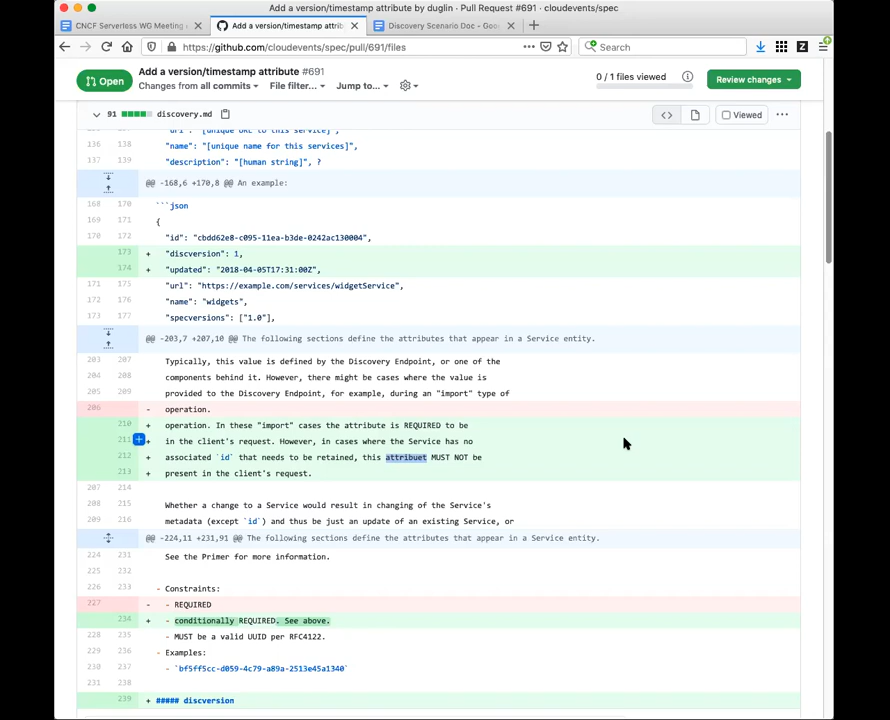 Add a version/timestamp attribute by duglin · Pull Request #691 · cloudevents/spec
CNCF Serverless WG Meeting
Add a version/timestamp attri
Discovery Scenario Doc - Goo
https://github.com/cloudevents/spec/pull/691/files
Search
Open
Add a version/timestamp attribute #691
Changes from all commits
File filter...
Jump to...
0 / 1 files viewed
Review changes
91 discovery.md
Viewed
"url": "[unique URL to this service]",
136 138 "name": "[unique name for this services]",
137 139 "description": "[human string]", ?
@@ -168,6 +170,8 @@ An example:
168 170 ```json
169 171 {
170 172 "id": "cbdd62e8-c095-11ea-b3de-0242ac130004",
173 + "discversion": 1,
174 + "updated": "2018-04-05T17:31:00Z",
171 175 "url": "https://example.com/services/widgetService",
172 176 "name": "widgets",
173 177 "specversions": ["1.0"],
@@ -203,7 +207,10 @@ The following sections define the attributes that appear in a Service entity.
203 207 Typically, this value is defined by the Discovery Endpoint, or one of the
204 208 components behind it. However, there might be cases where the value is
205 209 provided to the Discovery Endpoint, for example, during an "import" type of
206 - operation.
210 + operation. In these "import" cases the attribute is REQUIRED to be
211 + in the client's request. However, in cases where the Service has no
212 + associated `id` that needs to be retained, this attribuet MUST NOT be
213 + present in the client's request.
207 214
208 215 Whether a change to a Service would result in changing of the Service's
209 216 metadata (except `id`) and thus be just an update of an existing Service, or
@@ -224,11 +231,91 @@ The following sections define the attributes that appear in a Service entity.
224 231 See the Primer for more information.
225 232
226 233 - Constraints:
227 - - REQUIRED
234 + - conditionally REQUIRED. See above.
228 235 - MUST be a valid UUID per RFC4122.
229 236 - Examples:
230 237 - `bf5ff5cc-d059-4c79-a89a-2513e45a1340`
231 238
239 + ##### discversion